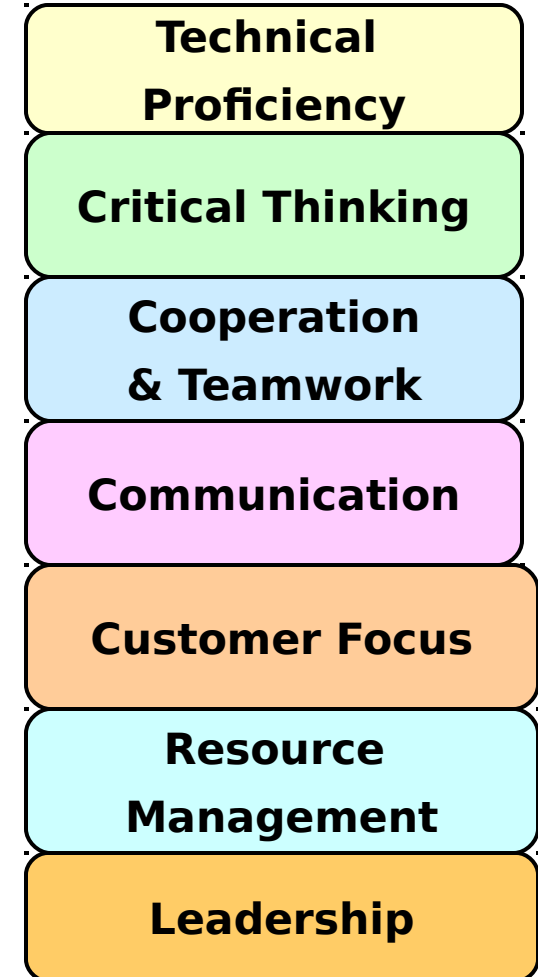 Technical
Proficiency
Critical Thinking
Cooperation
& Teamwork
Communication
Customer Focus
Resource
Management
Leadership